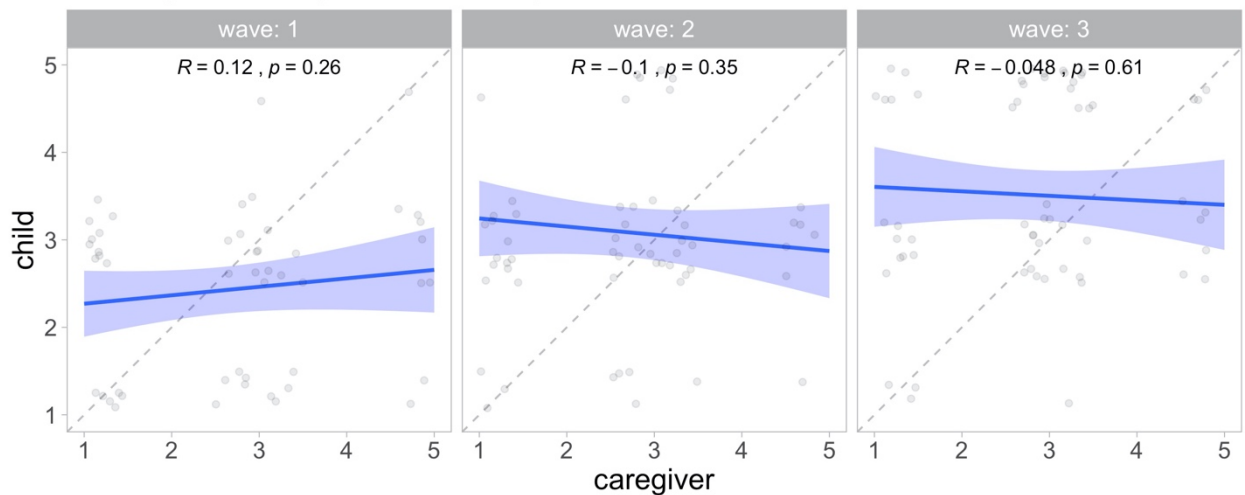 wave: 1
wave: 2
wave: 3
R = 0.12 , p = 0.26
R = −0.1 , p = 0.35
R = −0.048 , p = 0.61
child
5
4
3
2
1
1 2 3 4 5
1 2 3 4 5
1 2 3 4 5
caregiver